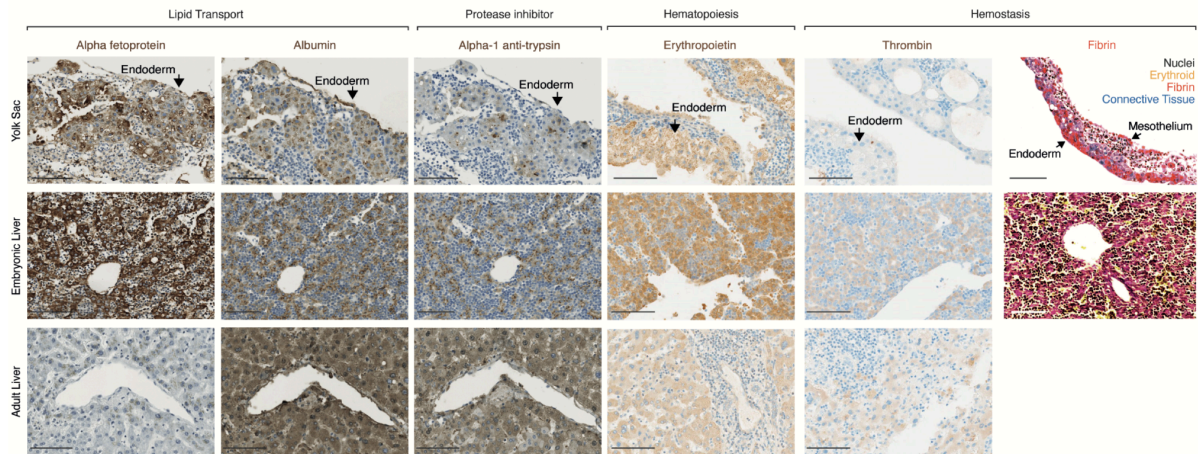 Lipid Transport
Protease inhibitor
Hematopoiesis
Hemostasis
Alpha fetoprotein
Albumin
Alpha-1 anti-trypsin
Erythropoietin
Thrombin
Fibrin
Yolk Sac
Endoderm
Endoderm
Endoderm
Endoderm
Endoderm
Nuclei
Erythroid
Fibrin
Connective Tissue
Mesothelium
Endoderm
Embryonic Liver
Adult Liver